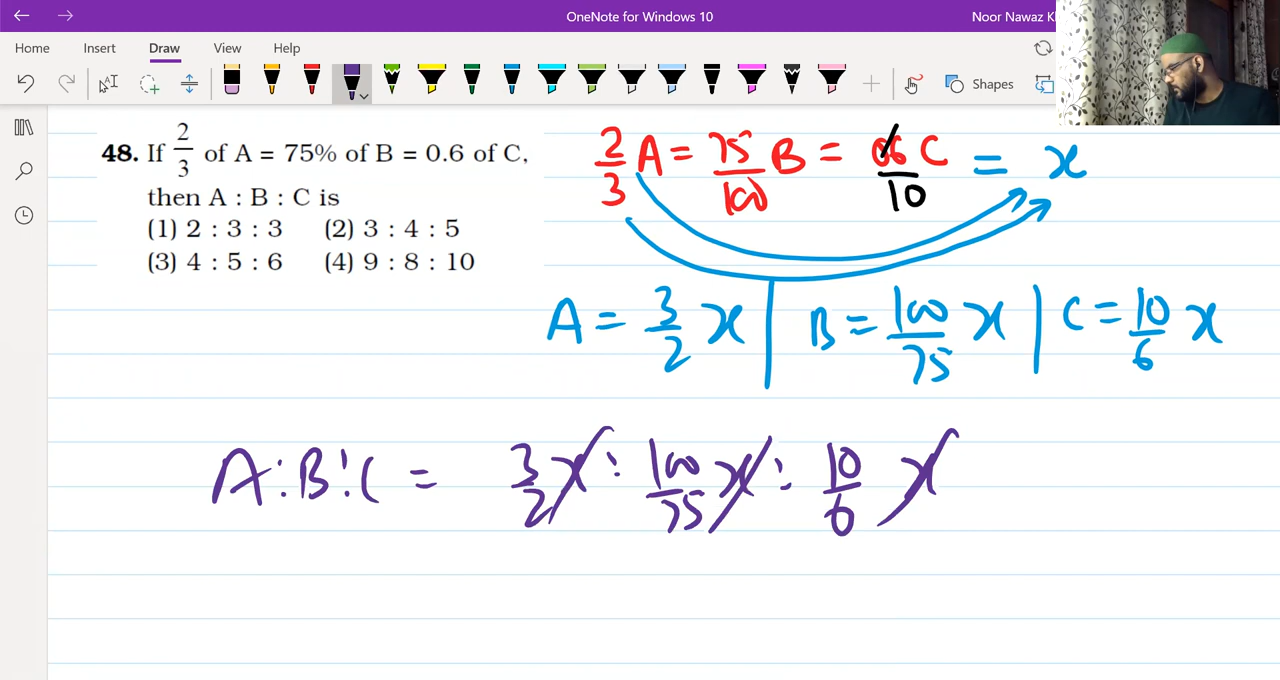 OneNote for Windows 10
Noor Nawaz Kh
Home Insert Draw View Help
Shapes
48. If 2/3 of A = 75% of B = 0.6 of C,
then A : B : C is
(1) 2 : 3 : 3 (2) 3 : 4 : 5
(3) 4 : 5 : 6 (4) 9 : 8 : 10
2/3 A = 75/100 B = 06/10 C = x
A = 3/2 x | B = 100/75 x | C = 10/6 x
A : B : C = 3/2 x : 100/75 x : 10/6 x